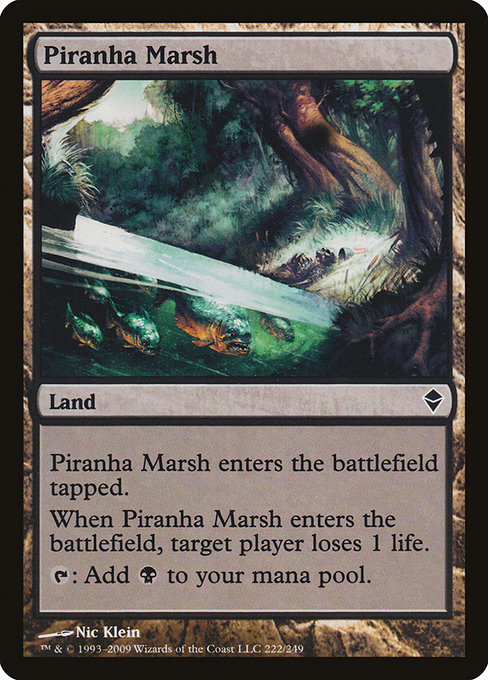 Piranha Marsh
Land
Piranha Marsh enters the battlefield
tapped.
When Piranha Marsh enters the
battlefield, target player loses 1 life.
: Add to your mana pool.
Nic Klein
™ & © 1993-2009 Wizards of the Coast LLC 222/249